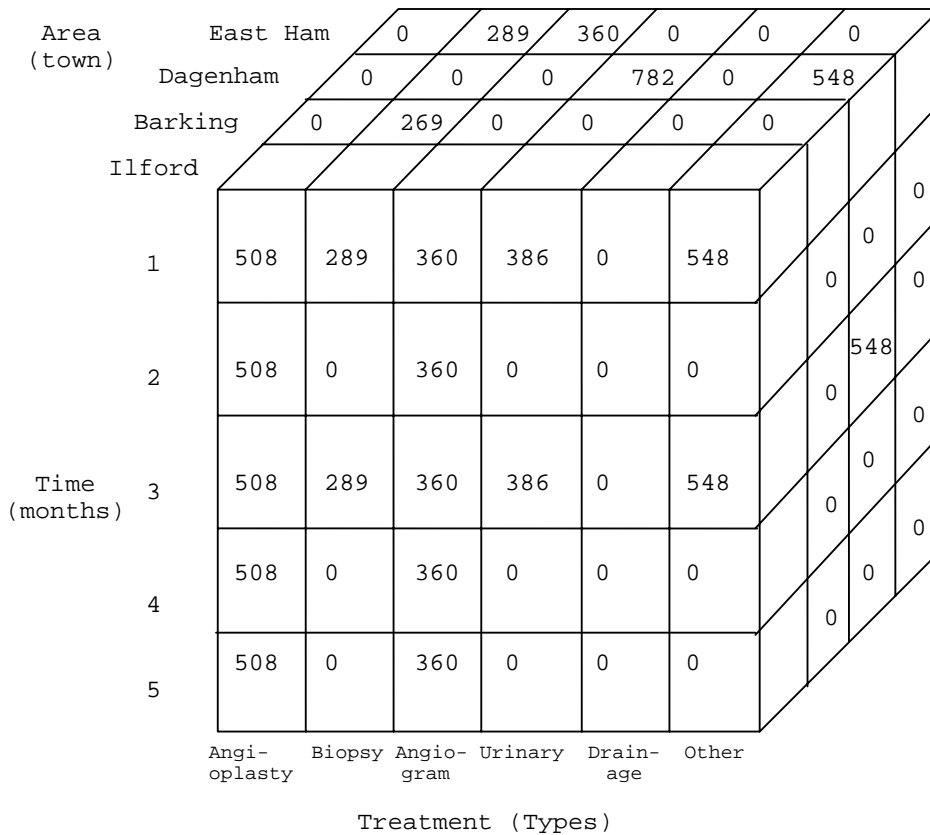 Area
(town)
East Ham 0 289 360 0 0 0
Dagenham 0 0 0 782 0 548
Barking 0 269 0 0 0 0
Ilford
1 508 289 360 386 0 548
2 508 0 360 0 0 0
Time
(months)
3 508 289 360 386 0 548
4 508 0 360 0 0 0
5 508 0 360 0 0 0
0 0 0
0 548 0
0 0 0
0 0 0
Angi-
oplasty
Biopsy
Angio-
gram
Urinary
Drain-
age
Other
Treatment (Types)